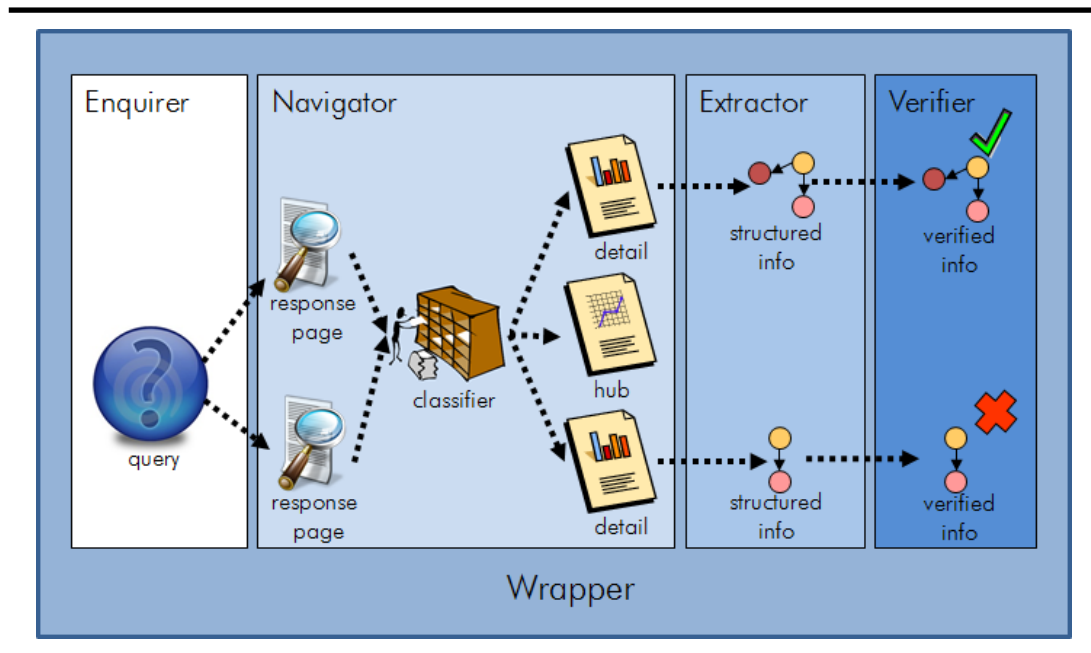 Enquirer
Navigator
Extractor
Verifier
query
response
page
response
page
classifier
detail
hub
detail
structured
info
structured
info
verified
info
verified
info
Wrapper